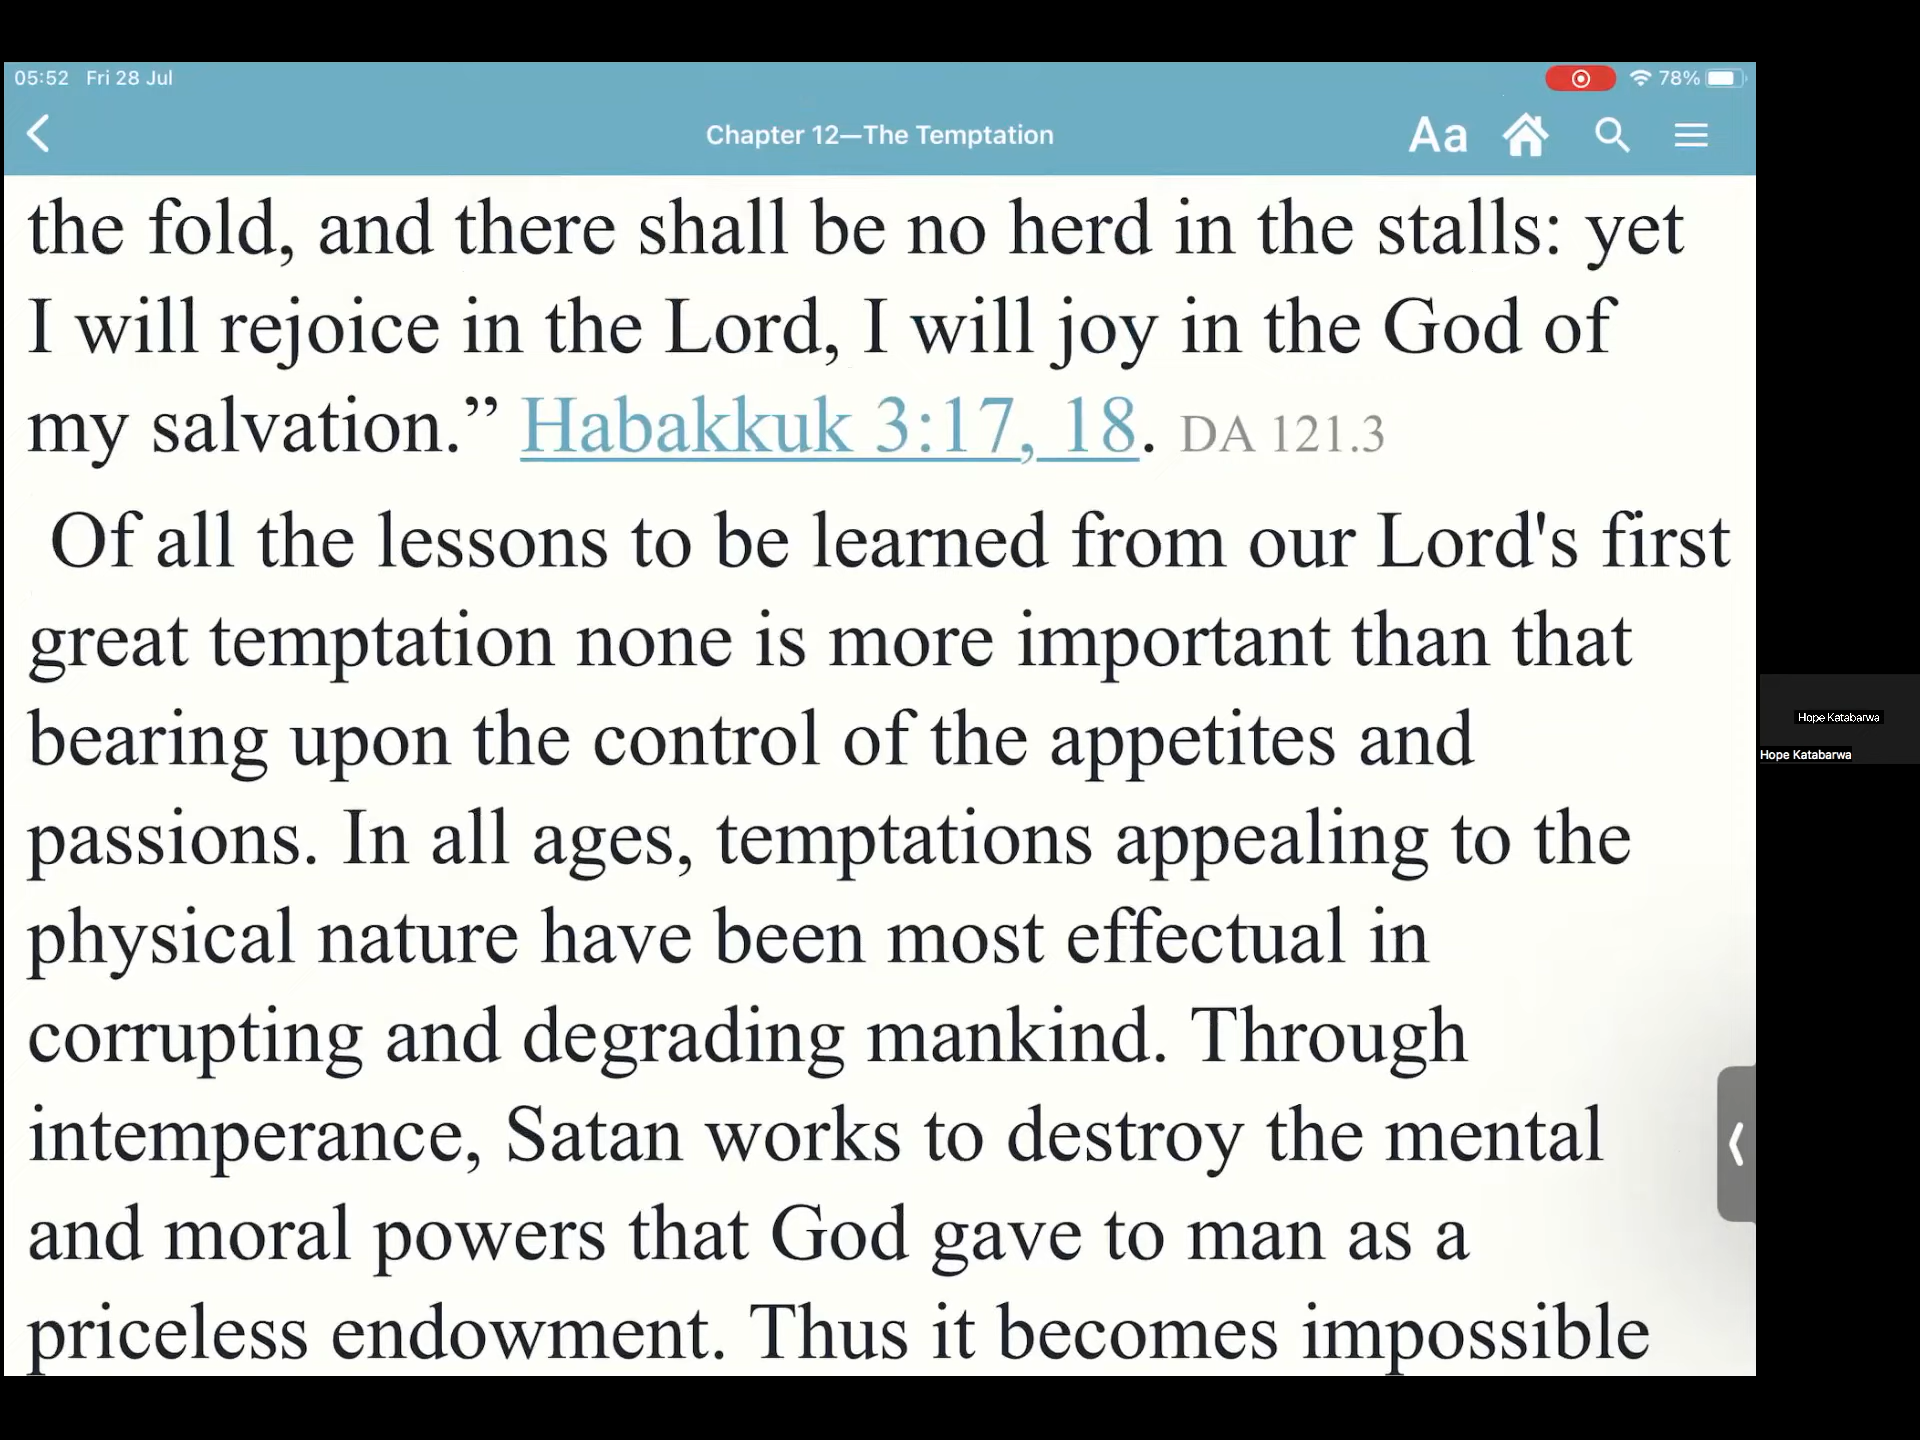 05:52 Fri 28 Jul
78%
Chapter 12—The Temptation
Aa
the fold, and there shall be no herd in the stalls: yet
I will rejoice in the Lord, I will joy in the God of
my salvation.” Habakkuk 3:17, 18. DA 121.3
Of all the lessons to be learned from our Lord's first
great temptation none is more important than that
bearing upon the control of the appetites and
passions. In all ages, temptations appealing to the
physical nature have been most effectual in
corrupting and degrading mankind. Through
intemperance, Satan works to destroy the mental
and moral powers that God gave to man as a
priceless endowment. Thus it becomes impossible
Hope Katabarwa
Hope Katabarwa